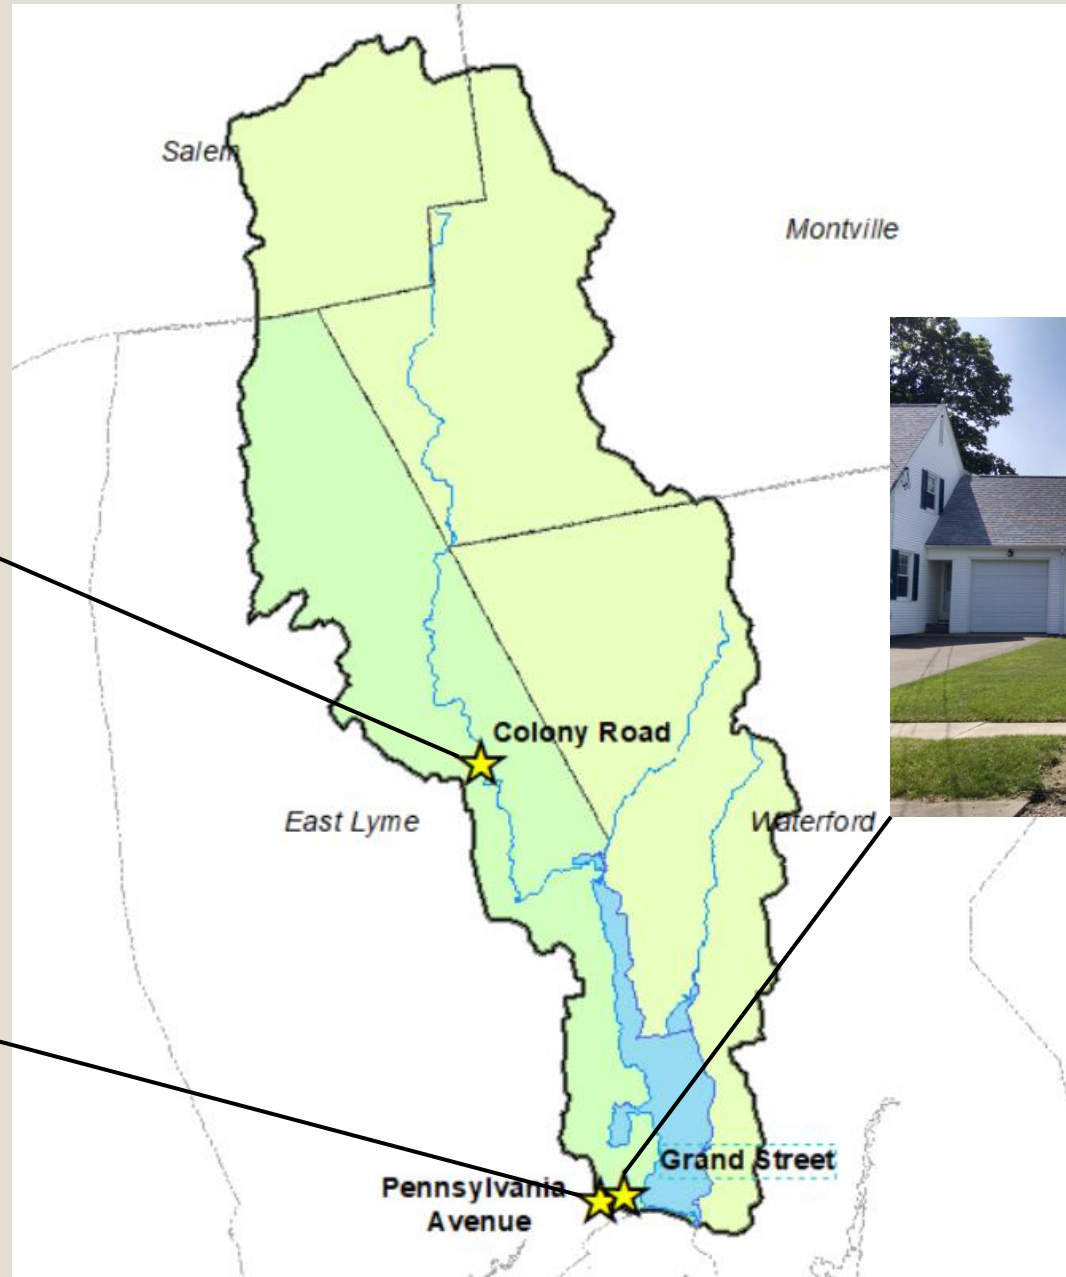 Salem
Montville
Colony Road
East Lyme
Waterford
Grand Street
Pennsylvania
Avenue